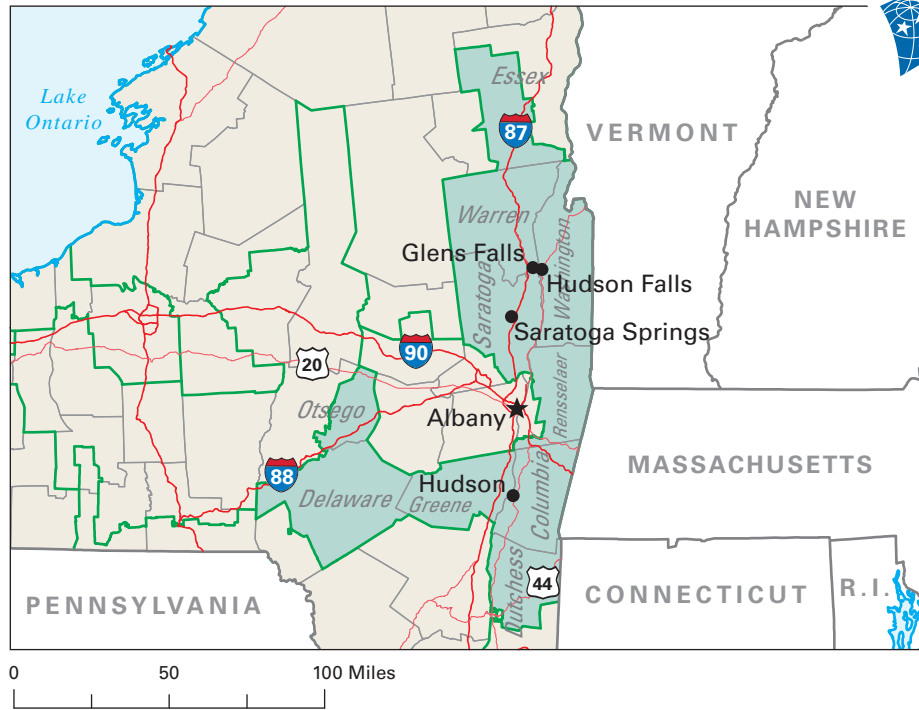 Essex
Lake
Ontario
87
VERMONT
NEW
HAMPSHIRE
Warren
Washington
Glens Falls
Hudson Falls
Saratoga
Saratoga Springs
90
20
Rensselaer
Otsego
Albany
MASSACHUSETTS
88
Delaware
Hudson
Greene
Columbia
44
Dutchess
PENNSYLVANIA
CONNECTICUT
R.I.
0 50 100 Miles